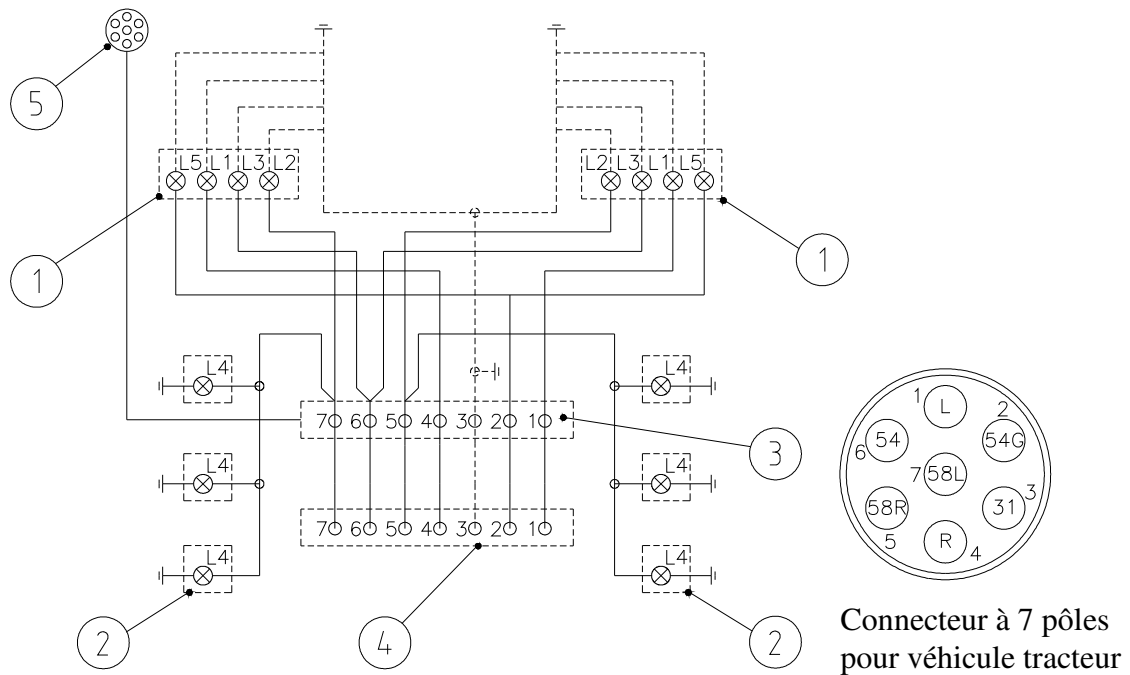 5
L5 L1 L3 L2
L2 L3 L1 L5
1
1
L4
L4
7 6 5 4 3 2 1
3
L4
L4
7 6 5 4 3 2 1
L4
L4
2
4
2
1
L
2
54
54G
6
7
58L
3
58R
31
5
R
4
Connecteur à 7 pôles
pour véhicule tracteur